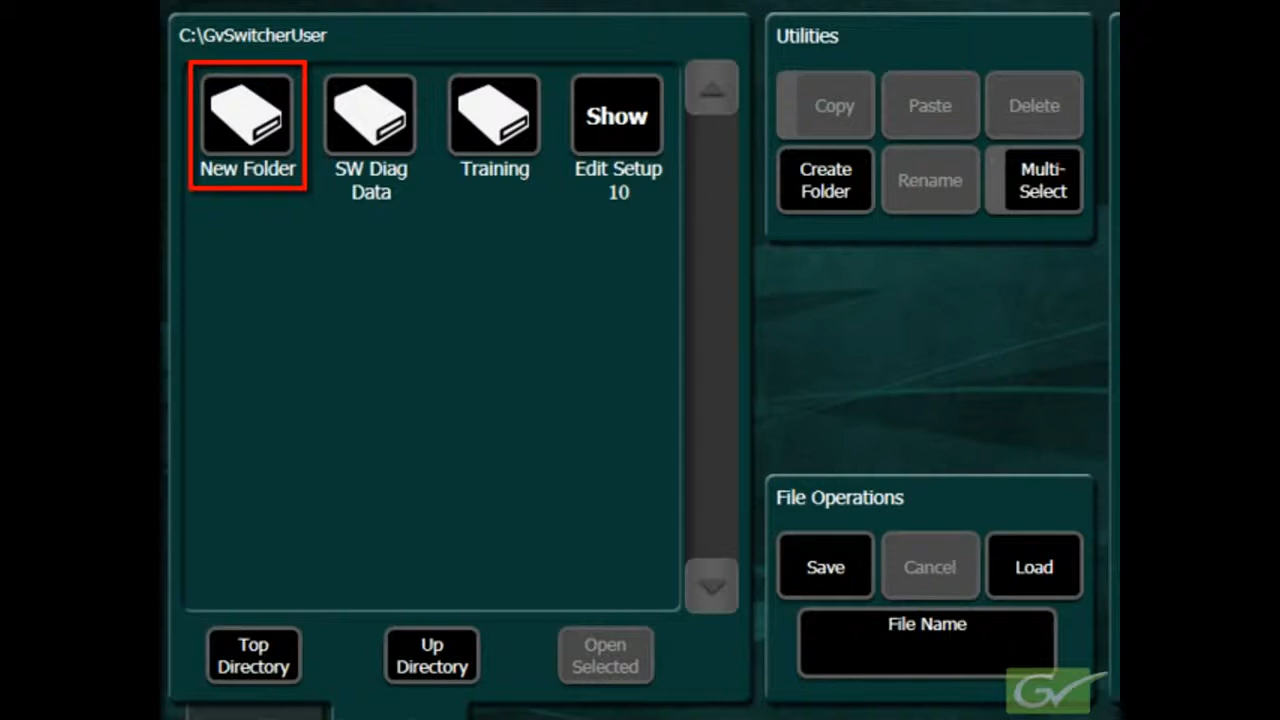 C:\GvSwitcherUser
New Folder
SW Diag
Data
Training
Show
Edit Setup
10
Top
Directory
Up
Directory
Open
Selected
Utilities
Copy
Paste
Delete
Create
Folder
Rename
Multi-
Select
File Operations
Save
Cancel
Load
File Name
GV